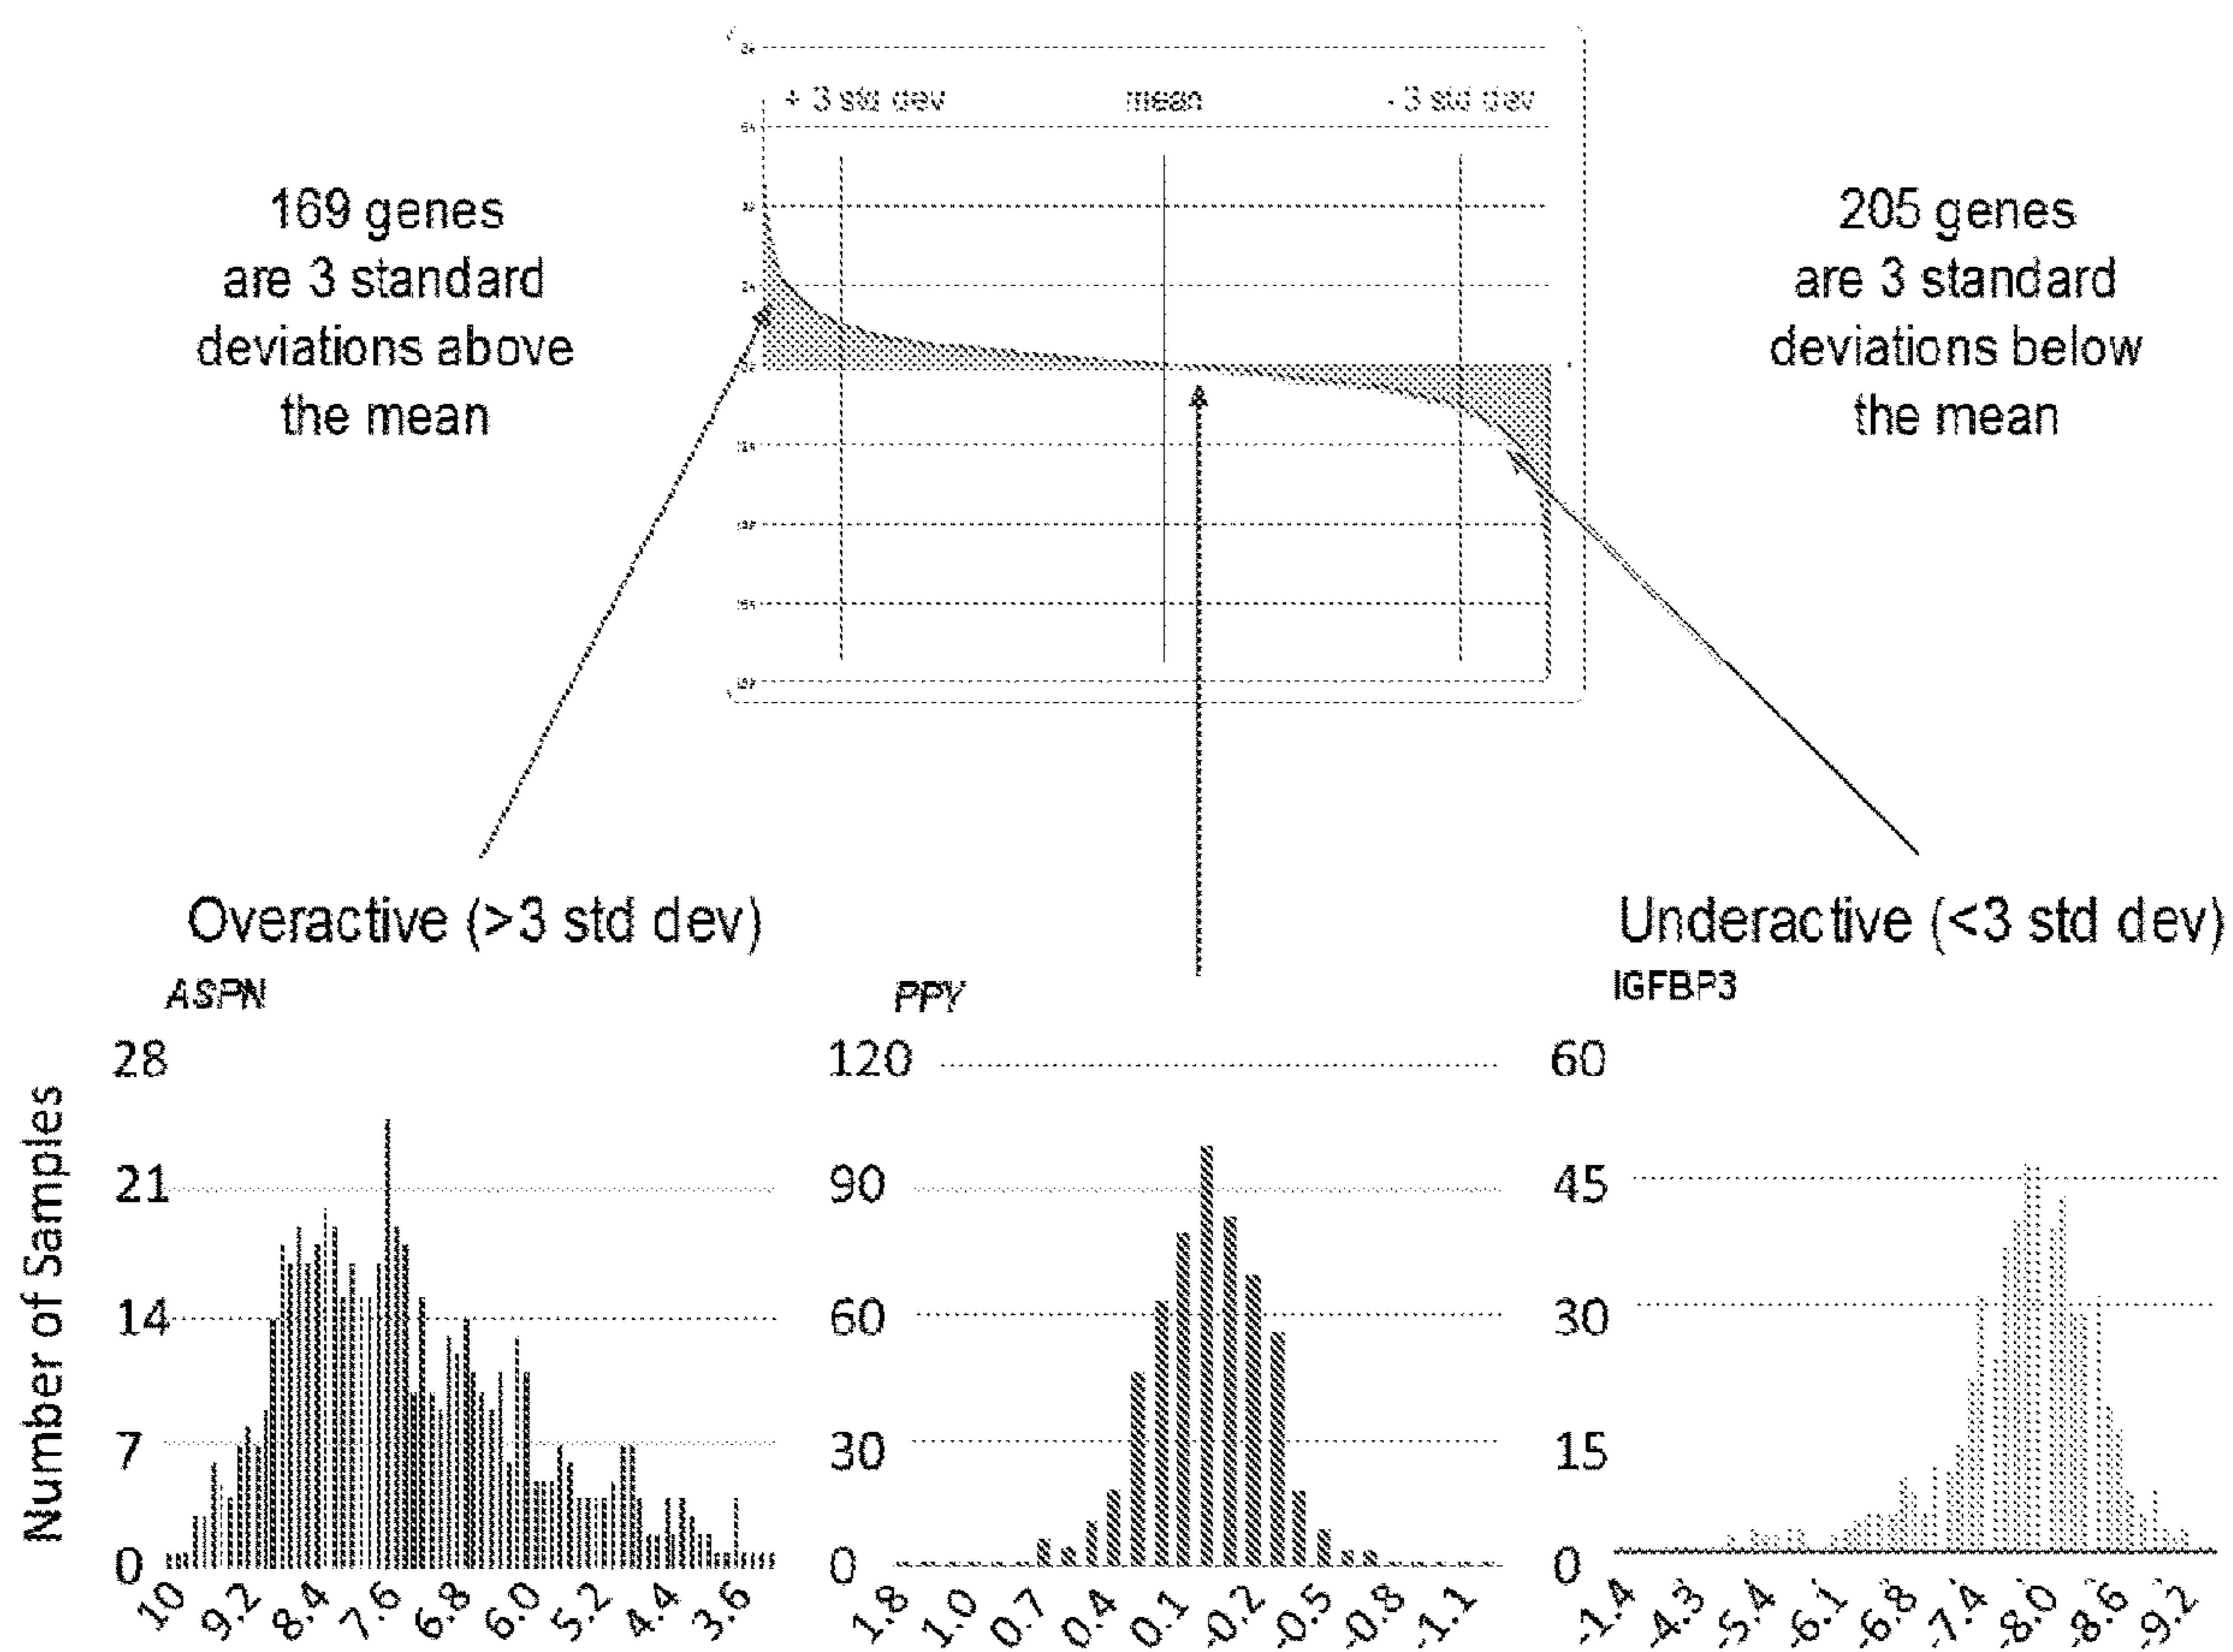 + 3 std dev
mean
- 3 std dev
169 genes
are 3 standard
deviations above
the mean
205 genes
are 3 standard
deviations below
the mean
Overactive (>3 std dev)
Underactive (<3 std dev)
ASPN
PPY
IGFBP3
Number of Samples
28
21
14
7
0
10
9.2
8.4
7.6
6.8
6.0
5.2
4.4
3.6
120
90
60
30
0
1.8
1.0
0.7
0.4
0.1
-0.2
-0.5
-0.8
-1.1
60
45
30
15
0
-1.4
-4.3
-5.4
-6.1
-6.8
-7.4
-8.0
-8.6
-9.2